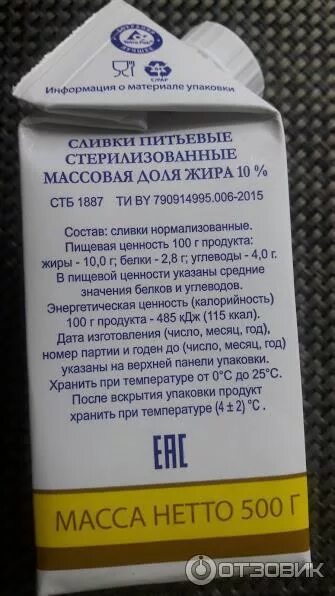 СОХРАНЯЕТ
ЛУЧШЕЕ
C/PAP
Информация о материале упаковки
СЛИВКИ ПИТЬЕВЫЕ
СТЕРИЛИЗОВАННЫЕ
МАССОВАЯ ДОЛЯ ЖИРА 10 %
СТБ 1887 ТИ BY 790914995.006-2015
Состав: сливки нормализованные.
Пищевая ценность 100 г продукта:
жиры - 10,0 г; белки - 2,8 г; углеводы - 4,0 г.
В пищевой ценности указаны средние
значения белков и углеводов.
Энергетическая ценность (калорийность)
100 г продукта - 485 кДж (115 ккал).
Дата изготовления (число, месяц, год),
номер партии и годен до (число, месяц, год)
указаны на верхней панели упаковки.
Хранить при температуре от 0°С до 25°С.
После вскрытия упаковки продукт
хранить при температуре (4 ± 2) °С .
ЕАС
МАССА НЕТТО 500 Г
ОТЗОВИК